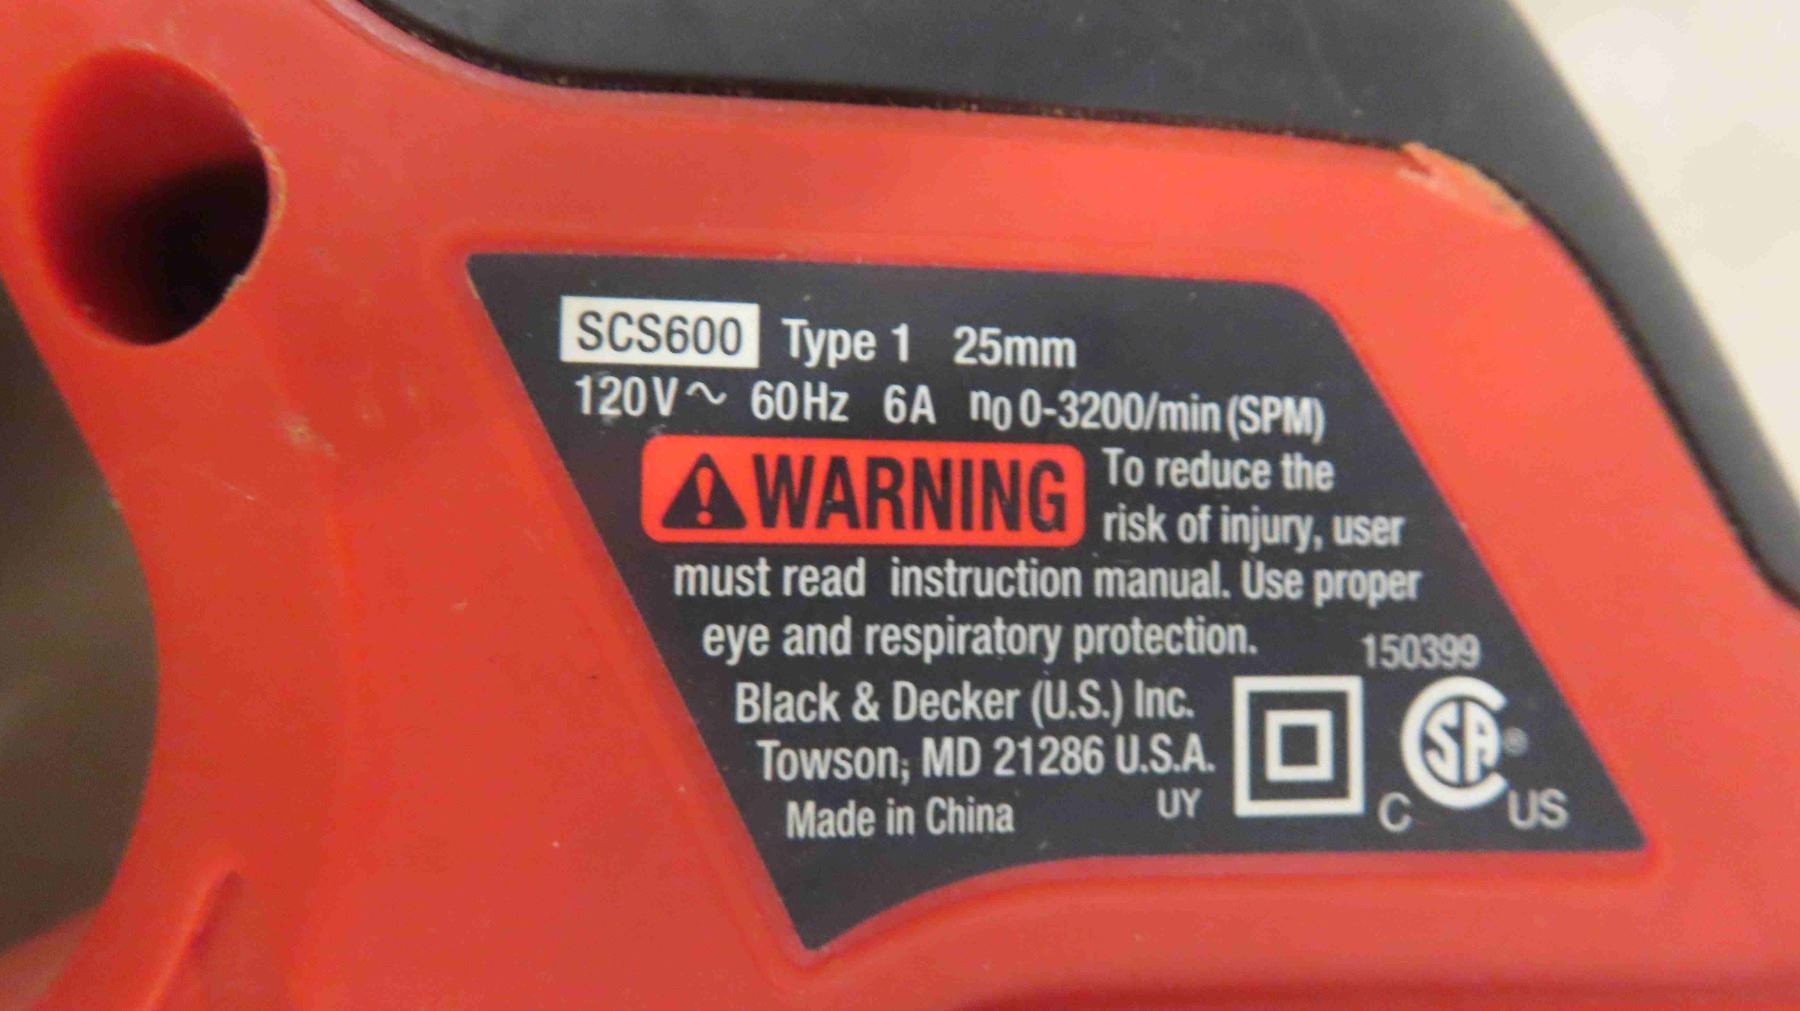 SCS600 Type 1 25mm
120V~ 60Hz 6A n₀ 0-3200/min (SPM)
WARNING To reduce the
risk of injury, user
must read instruction manual. Use proper
eye and respiratory protection.
150399
Black & Decker (U.S.) Inc.
Towson, MD 21286 U.S.A.
Made in China UY
C SA® US